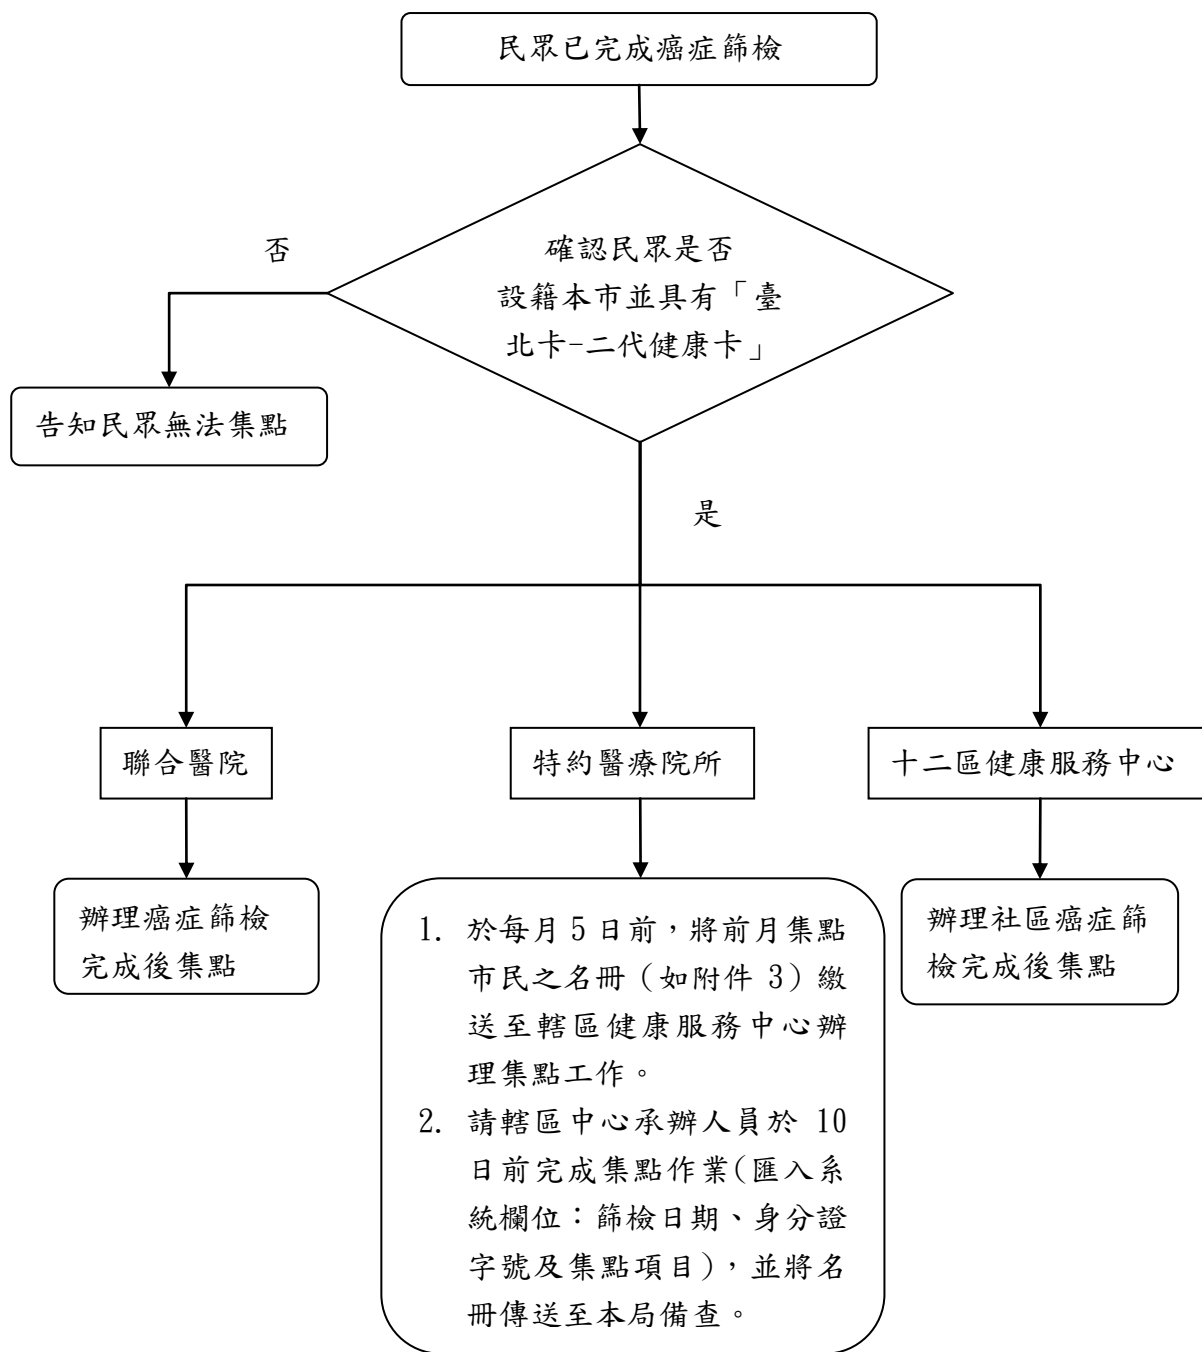 民眾已完成癌症篩檢
否
確認民眾是否
設籍本市並具有「臺
北卡-二代健康卡」
告知民眾無法集點
是
聯合醫院
特約醫療院所
十二區健康服務中心
辦理癌症篩檢
完成後集點
1. 於每月 5 日前，將前月集點
市民之名冊（如附件 3）繳
送至轄區健康服務中心辦
理集點工作。
2. 請轄區中心承辦人員於 10
日前完成集點作業(匯入系
統欄位：篩檢日期、身分證
字號及集點項目)，並將名
冊傳送至本局備查。
辦理社區癌症篩
檢完成後集點